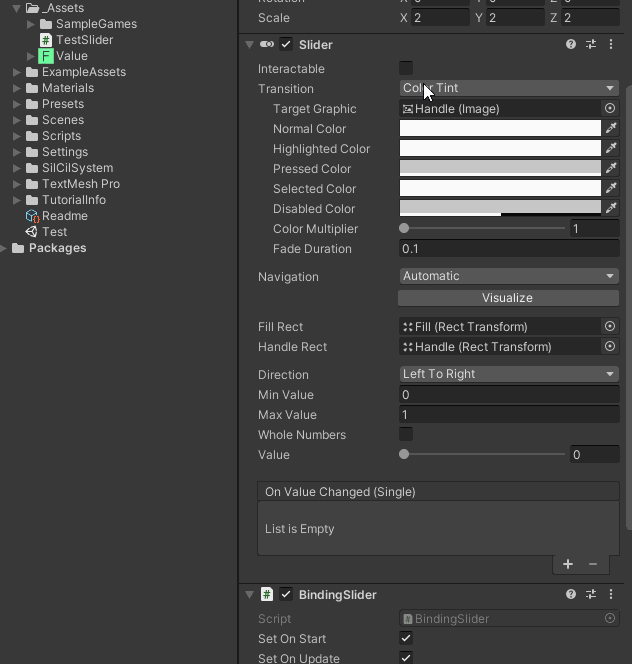 _Assets
SampleGames
# TestSlider
F Value
ExampleAssets
Materials
Presets
Scenes
Scripts
Settings
SilCilSystem
TextMesh Pro
TutorialInfo
Readme
Test
Packages
Scale X 2 Y 2 Z 2
Slider
Interactable
Transition Color Tint
Target Graphic Handle (Image)
Normal Color
Highlighted Color
Pressed Color
Selected Color
Disabled Color
Color Multiplier 1
Fade Duration 0.1
Navigation Automatic
Visualize
Fill Rect Fill (Rect Transform)
Handle Rect Handle (Rect Transform)
Direction Left To Right
Min Value 0
Max Value 1
Whole Numbers
Value 0
On Value Changed (Single)
List is Empty
+ −
# BindingSlider
Script BindingSlider
Set On Start
Set On Update